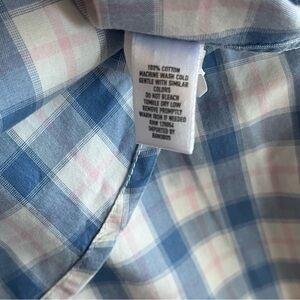 100% COTTON
MACHINE WASH COLD
GENTLE WITH SIMILAR
COLORS
DO NOT BLEACH
TUMBLE DRY LOW
REMOVE PROMPTLY
WARM IRON IF NEEDED
RN#
IMPORTED BY